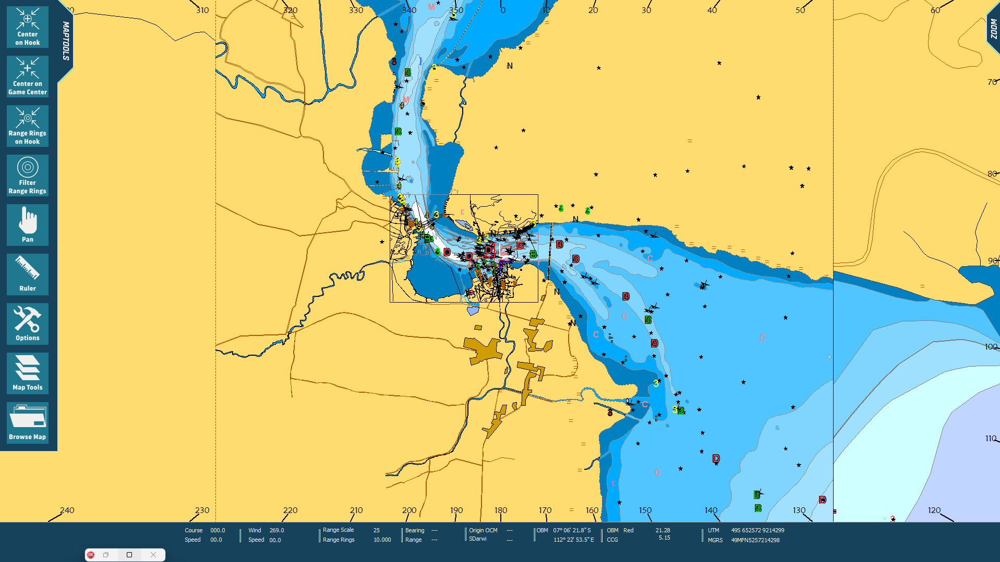 310
320
330
340
350
0
10
20
30
40
50
60
70
80
90
100
110
240
230
220
210
200
190
180
170
160
150
140
130
120
MAPTOOLS
ZOOM
Center
on Hook
Center on
Game Center
Range Rings
on Hook
Filter
Range Rings
Pan
Ruler
Options
Map Tools
Browse Map
M
M
N
N
N
N
C
C
C
C
C
C
D
D
D
D
D
B
3
3
Course 000.0
Speed 00.0
Wind 269.0
Speed 00.0
Range Scale 25
Range Rings 10.000
Bearing ---
Range ---
Origin OCM ---
SDarwi ---
OBM 07° 06' 21.8" S
112° 22' 53.5" E
OBM Red 21.28
CCG 5.15
UTM 49S 652572 9214299
MGRS 49MFN5257214298
DX